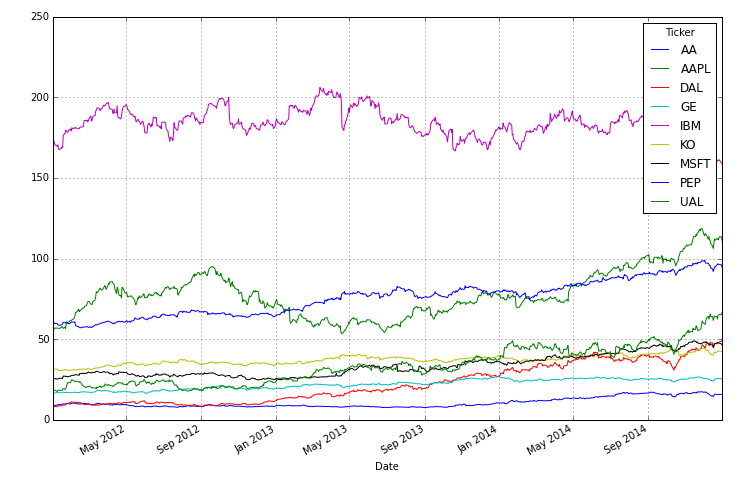 250
200
150
100
50
0
May 2012
Sep 2012
Jan 2013
May 2013
Sep 2013
Jan 2014
May 2014
Sep 2014
Date
Ticker
AA
AAPL
DAL
GE
IBM
KO
MSFT
PEP
UAL